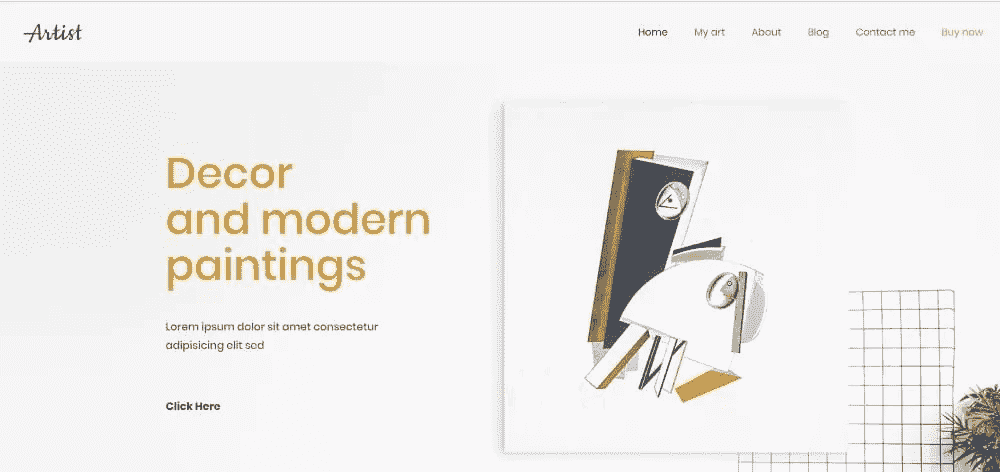 Artist
Home My art About Blog Contact me Buy now
Decor
and modern
paintings
Lorem ipsum dolor sit amet consectetur
adipisicing elit sed
Click Here